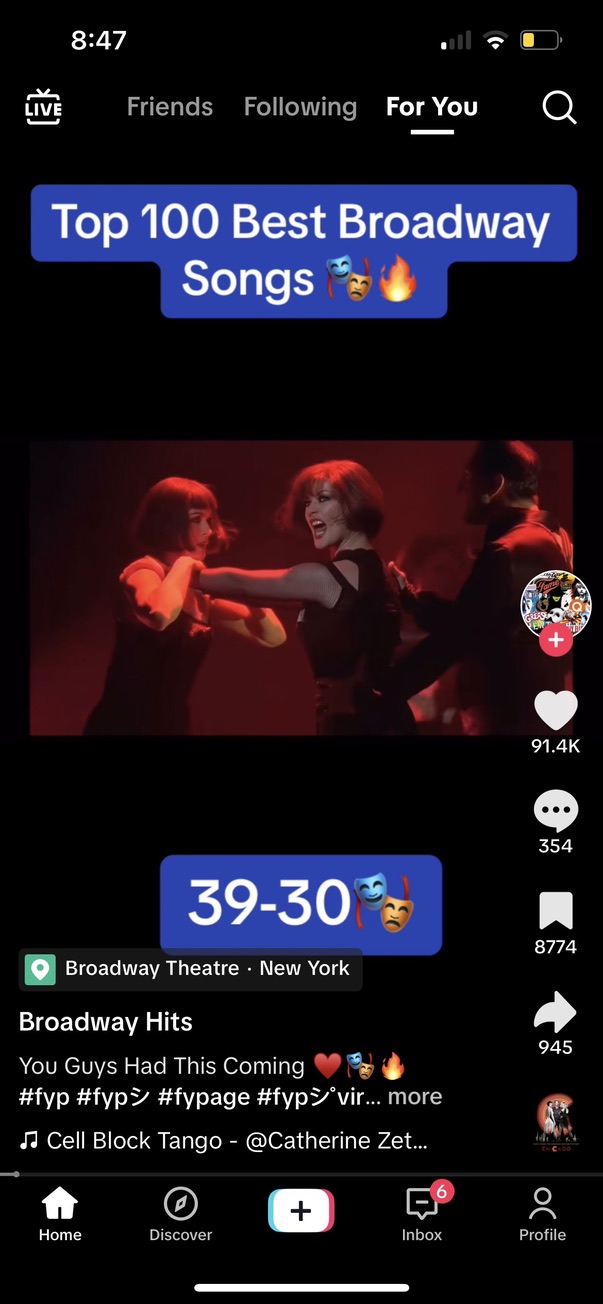 8:47
LIVE
Friends
Following
For You
Top 100 Best Broadway
Songs 🎭🔥
91.4K
354
8774
945
39-30🎭
Broadway Theatre · New York
Broadway Hits
You Guys Had This Coming ♥️🎭🔥
#fyp #fypシ #fypage #fypシ゚vir... more
Cell Block Tango - @Catherine Zet...
CHICAGO
Home
Discover
6
Inbox
Profile